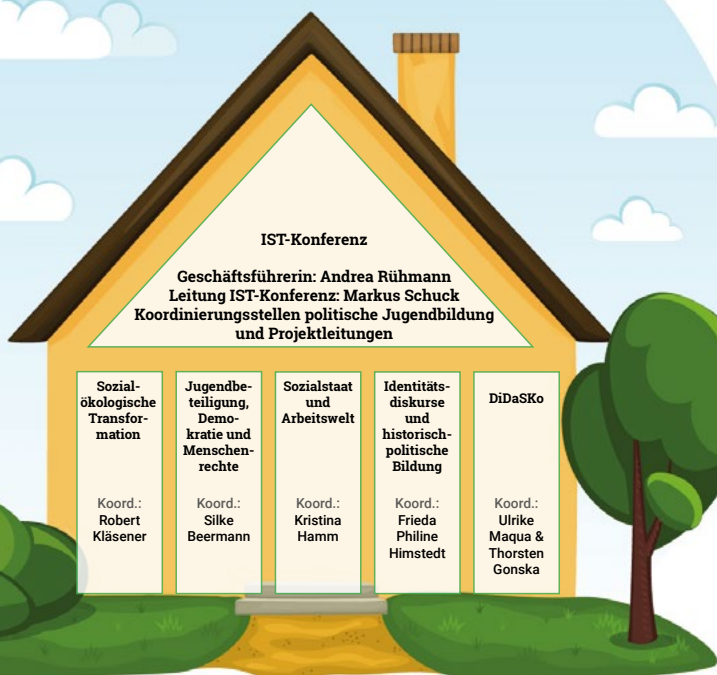 IST-Konferenz
Geschäftsführerin: Andrea Rühmann
Leitung IST-Konferenz: Markus Schuck
Koordinierungsstellen politische Jugendbildung
und Projektleitungen
Sozial-
ökologische
Transfor-
mation
Koord.:
Robert
Kläsener
Jugendbe-
teiligung,
Demo-
kratie und
Menschen-
rechte
Koord.:
Silke
Beermann
Sozialstaat
und
Arbeitswelt
Koord.:
Kristina
Hamm
Identitäts-
diskurse
und
historisch-
politische
Bildung
Koord.:
Frieda
Philine
Himstedt
DiDaSKo
Koord.:
Ulrike
Maqua &
Thorsten
Gonska